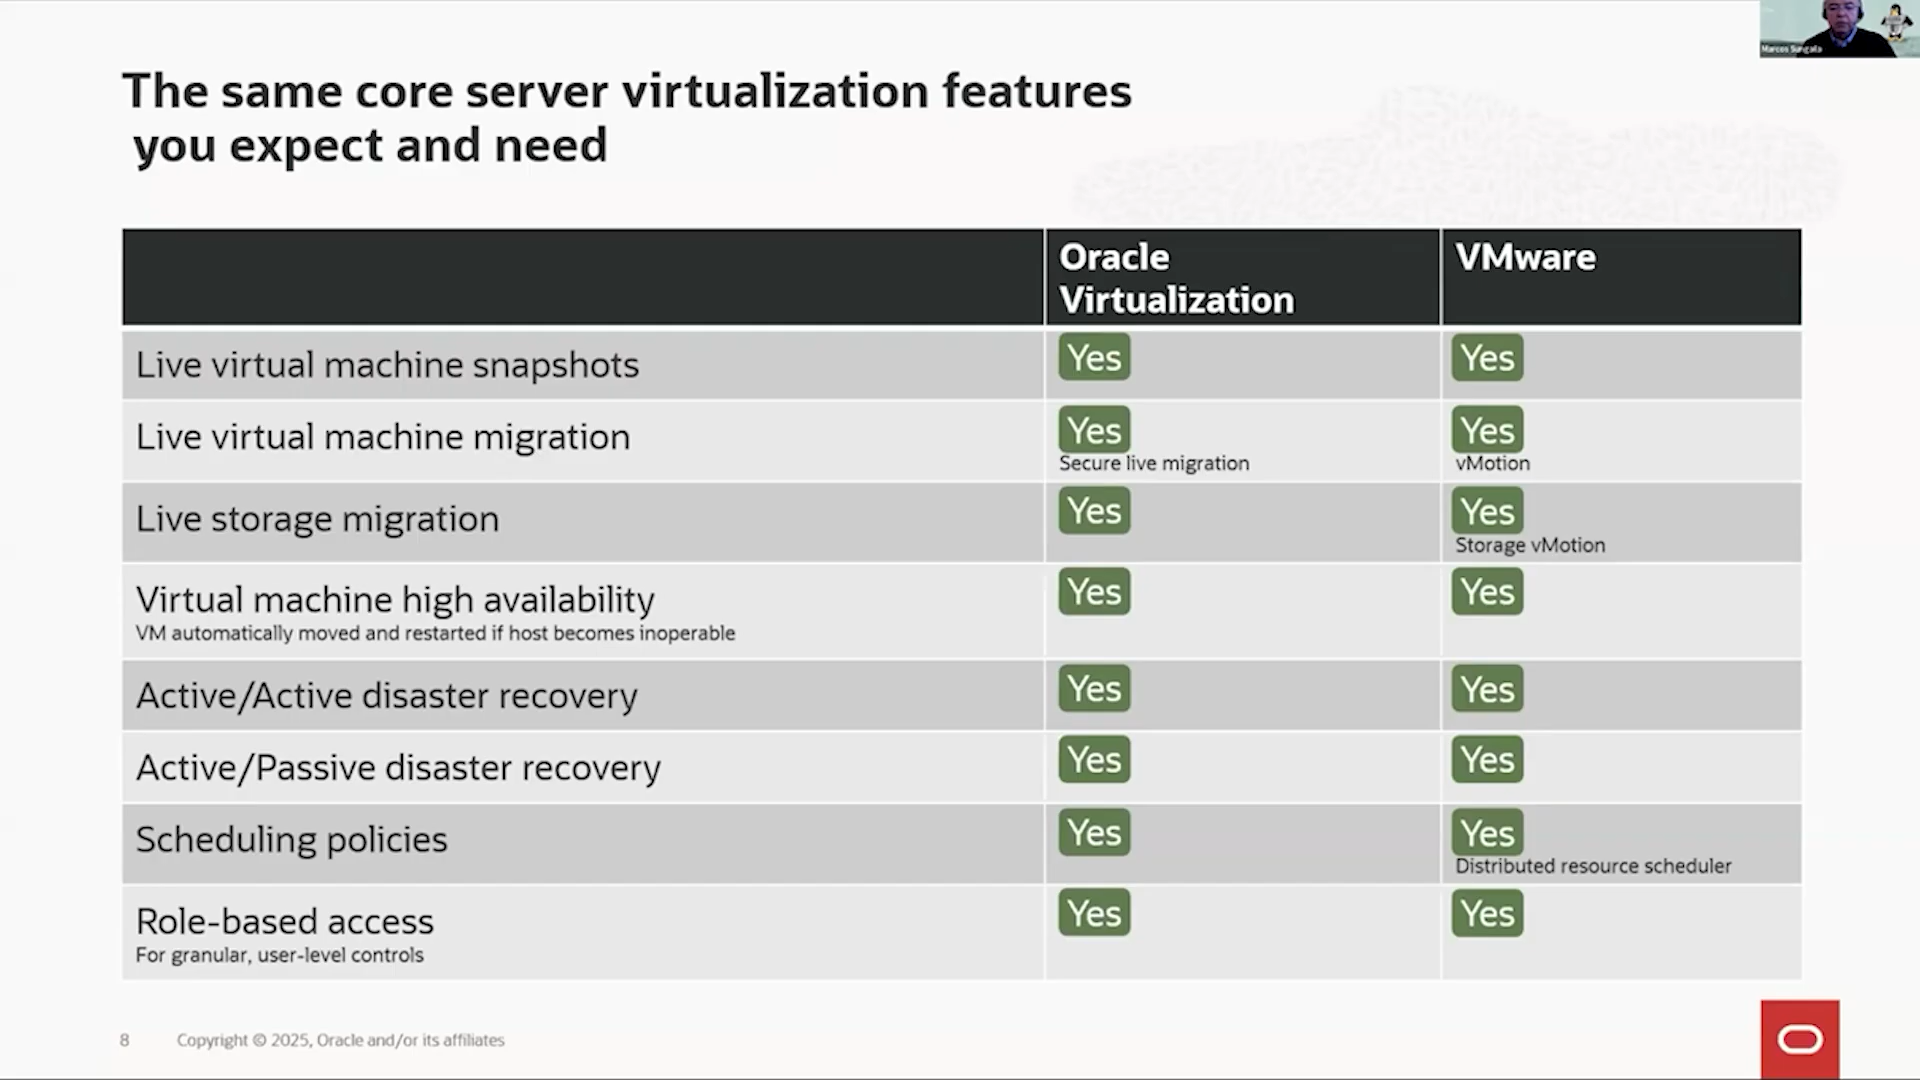 Marcos Sungaila
The same core server virtualization features
you expect and need
Oracle
Virtualization
VMware
Live virtual machine snapshots
Yes
Yes
Live virtual machine migration
Yes
Secure live migration
Yes
vMotion
Live storage migration
Yes
Yes
Storage vMotion
Virtual machine high availability
VM automatically moved and restarted if host becomes inoperable
Yes
Yes
Active/Active disaster recovery
Yes
Yes
Active/Passive disaster recovery
Yes
Yes
Scheduling policies
Yes
Yes
Distributed resource scheduler
Role-based access
For granular, user-level controls
Yes
Yes
8
Copyright © 2025, Oracle and/or its affiliates